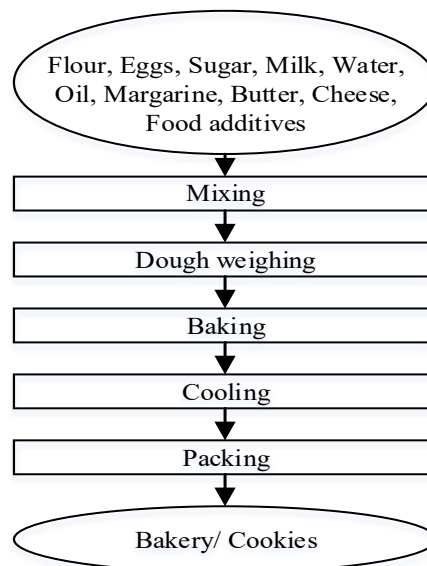 Flour, Eggs, Sugar, Milk, Water,
Oil, Margarine, Butter, Cheese,
Food additives
Mixing
Dough weighing
Baking
Cooling
Packing
Bakery/ Cookies